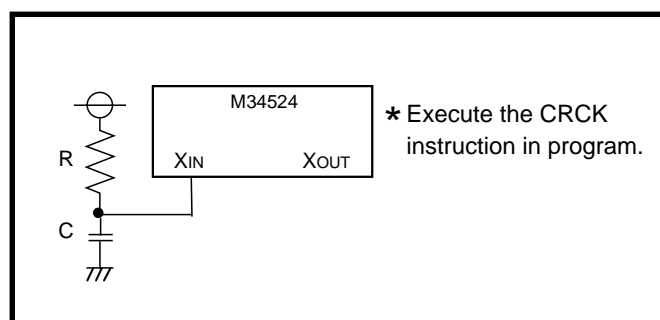 M34524
* Execute the CRCK
instruction in program.
R
XIN
XOUT
C